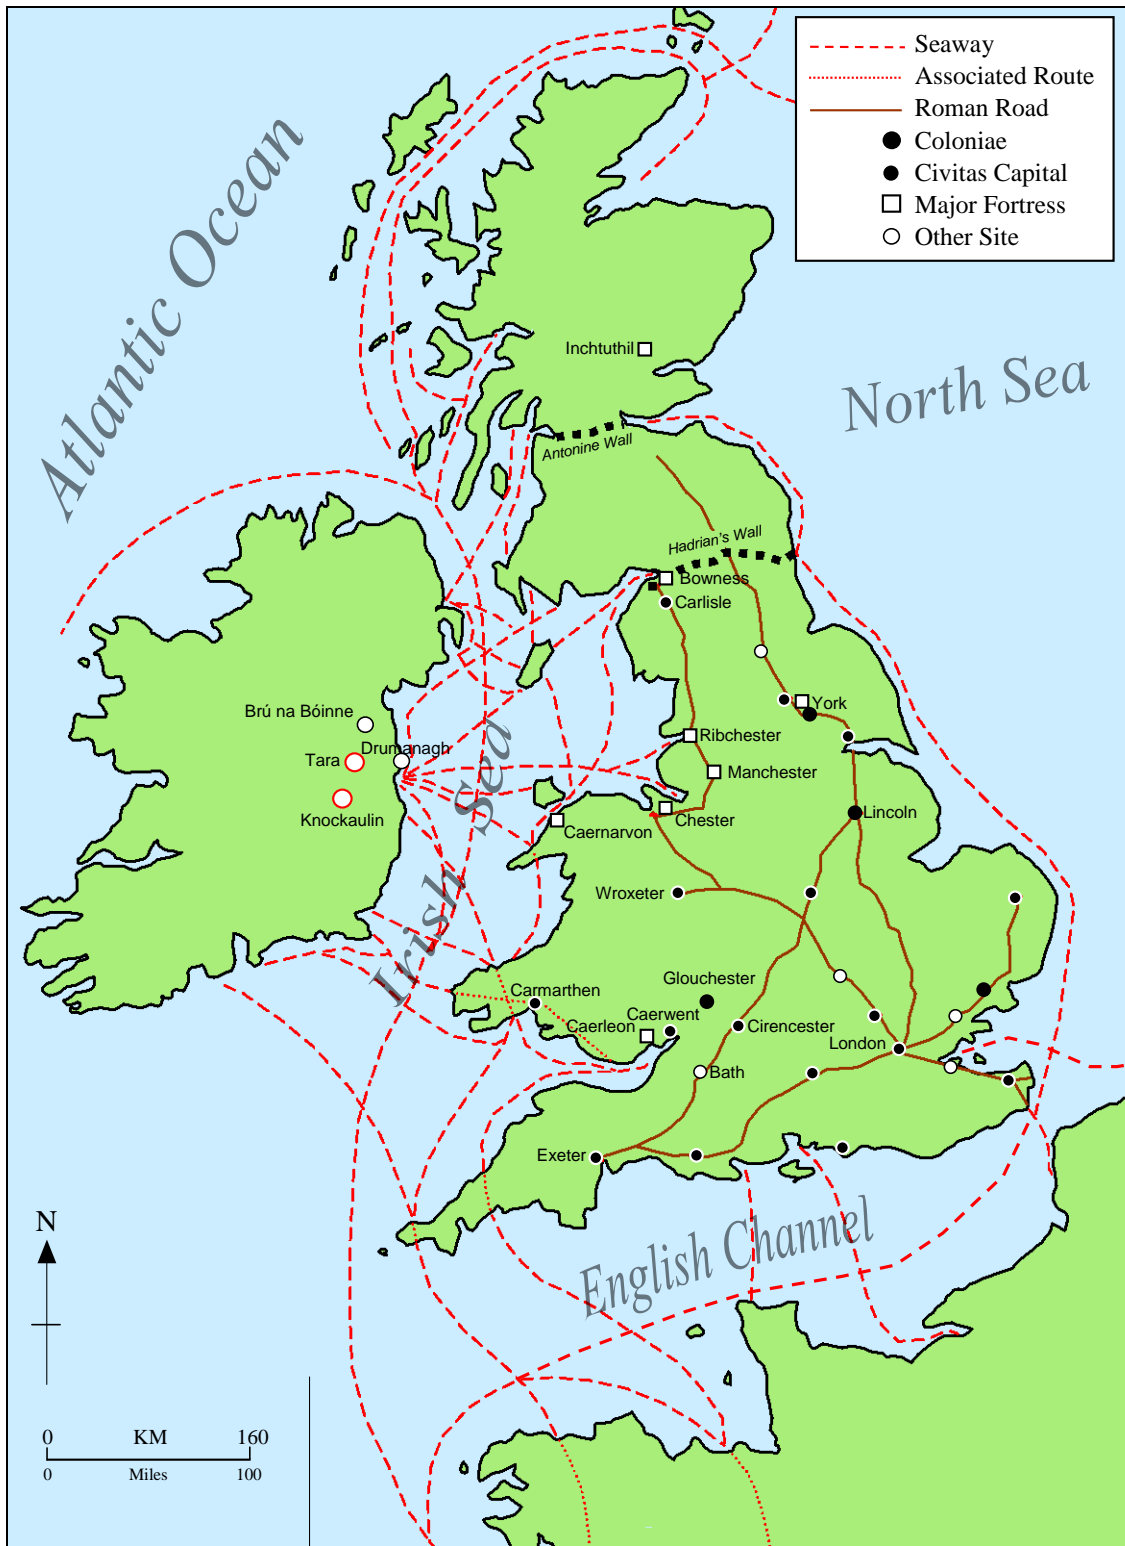 Seaway
Associated Route
Roman Road
Coloniae
Civitas Capital
Major Fortress
Other Site
Atlantic Ocean
North Sea
Inchtuthil
Antonine Wall
Hadrian's Wall
Bowness
Carlisle
York
Brú na Bóinne
Drumanagh
Tara
Knockaulin
Irish Sea
Ribchester
Manchester
Chester
Caernarvon
Lincoln
Wroxeter
Glouchester
Carmarthen
Caerwent
Caerleon
Cirencester
London
Bath
Exeter
English Channel
N
0 KM 160
0 Miles 100